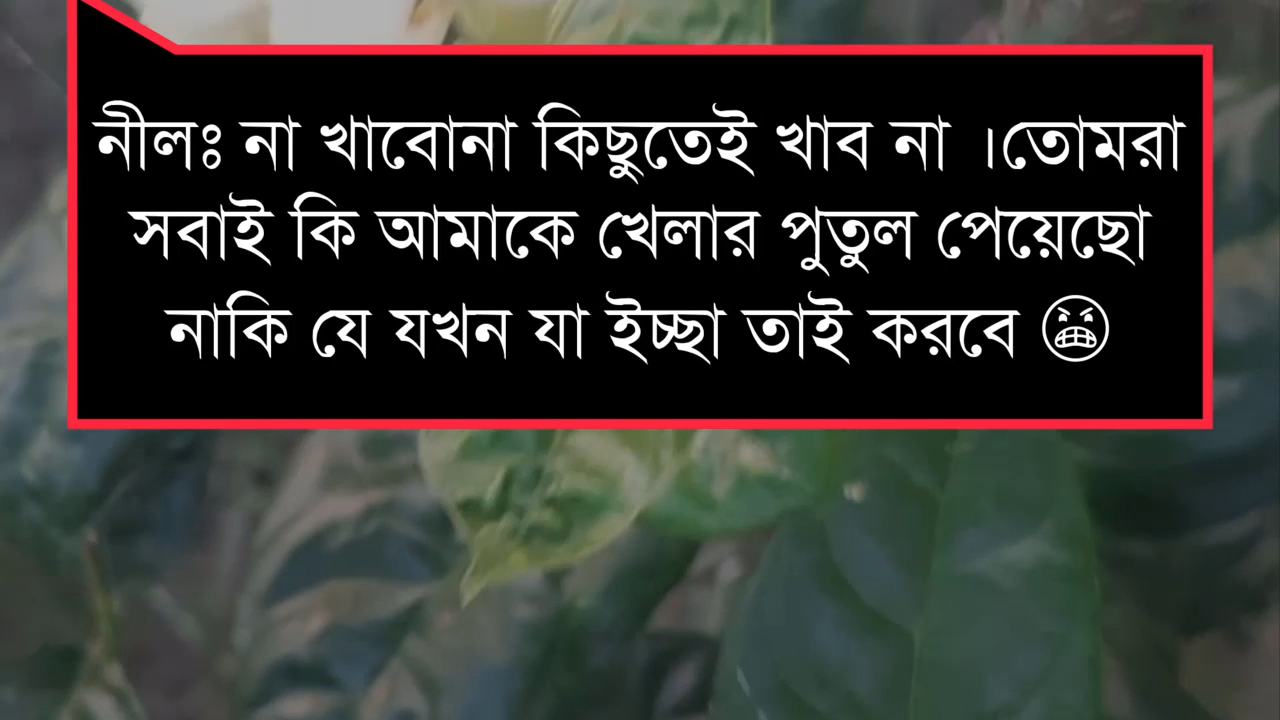 নীলঃ না খাবোনা কিছুতেই খাব না ।তোমরা
সবাই কি আমাকে খেলার পুতুল পেয়েছো
নাকি যে যখন যা ইচ্ছা তাই করবে 😬